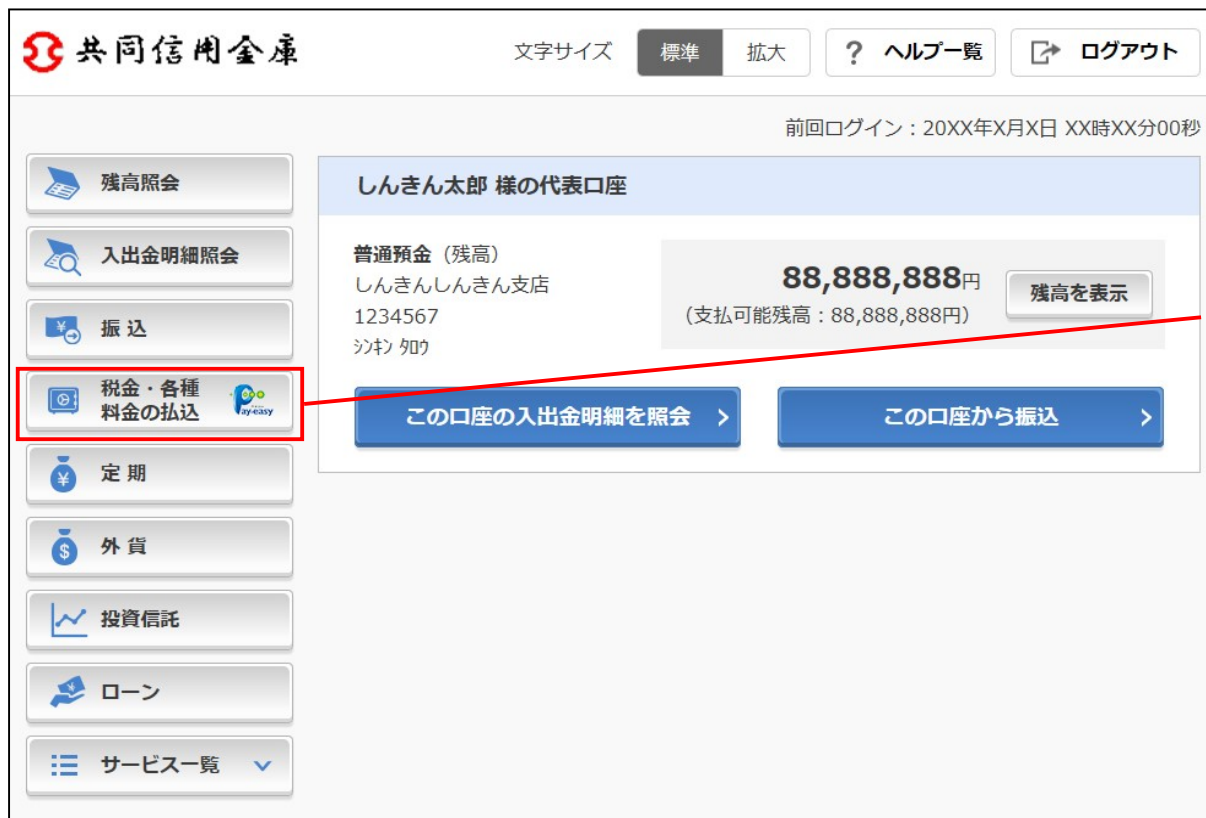 共同信用金庫
文字サイズ 標準 拡大 ? ヘルプ一覧 ログアウト
前回ログイン：20XX年X月X日 XX時XX分00秒
残高照会
入出金明細照会
振込
税金・各種
料金の払込
Pay-easy
定期
外貨
投資信託
ローン
サービス一覧
しんきん太郎 様の代表口座
普通預金（残高）
しんきんしんきん支店
1234567
ｼﾝｷﾝ ﾀﾛｳ
88,888,888円
（支払可能残高：88,888,888円）
残高を表示
この口座の入出金明細を照会
この口座から振込